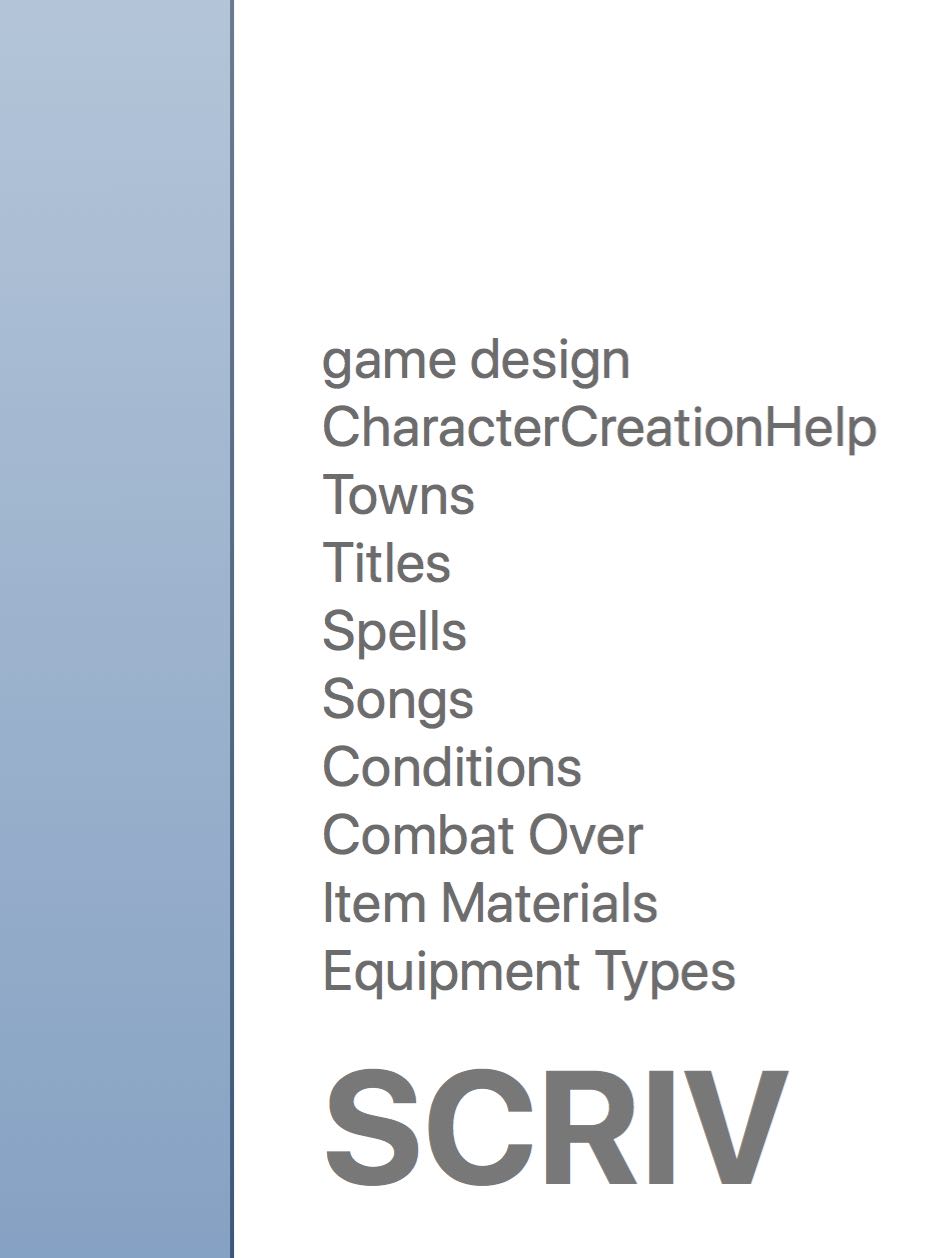 game design
CharacterCreationHelp
Towns
Titles
Spells
Songs
Conditions
Combat Over
Item Materials
Equipment Types
SCRIV